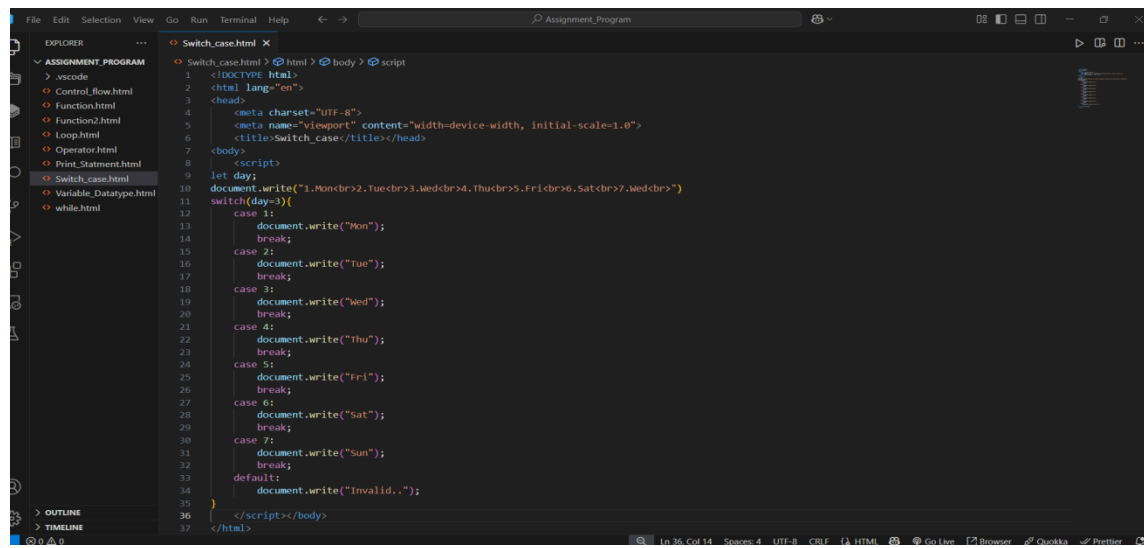 File Edit Selection View Go Run Terminal Help
Assignment_Program
EXPLORER
ASSIGNMENT_PROGRAM
.vscode
Control_flow.html
Function.html
Function2.html
Loop.html
Operator.html
Print_Statment.html
Switch_case.html
Variable_Datatype.html
while.html
OUTLINE
TIMELINE
Switch_case.html
Switch_case.html > html > body > script
1 <!DOCTYPE html>
2 <html lang="en">
3 <head>
4 <meta charset="UTF-8">
5 <meta name="viewport" content="width=device-width, initial-scale=1.0">
6 <title>Switch_case</title></head>
7 <body>
8 <script>
9 let day;
10 document.write("1.Mon<br>2.Tue<br>3.Wed<br>4.Thu<br>5.Fri<br>6.Sat<br>7.Wed<br>")
11 switch(day=3){
12 case 1:
13 document.write("Mon");
14 break;
15 case 2:
16 document.write("Tue");
17 break;
18 case 3:
19 document.write("Wed");
20 break;
21 case 4:
22 document.write("Thu");
23 break;
24 case 5:
25 document.write("Fri");
26 break;
27 case 6:
28 document.write("Sat");
29 break;
30 case 7:
31 document.write("Sun");
32 break;
33 default:
34 document.write("Invalid..");
35 }
36 </script></body>
37 </html>
0 0 Ln 36, Col 14 Spaces: 4 UTF-8 CRLF HTML Go Live Browser Quokka Prettier